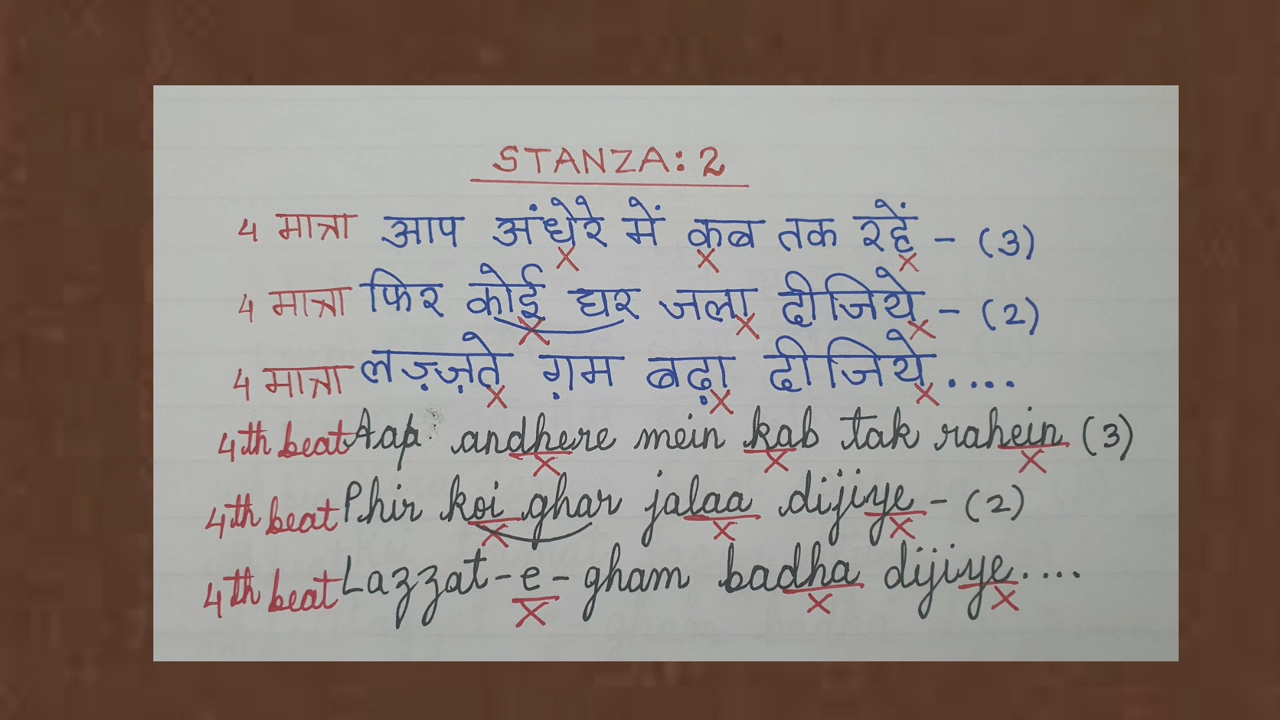 STANZA: 2
4 मात्रा आप अंधेरे में कब तक रहें - (3)
4 मात्रा फिर कोई घर जला दीजिये - (2)
4 मात्रा लज़्ज़ते ग़म बढ़ा दीजिये....
4th beat Aap andhere mein kab tak rahein (3)
4th beat Phir koi ghar jalaa dijiye - (2)
4th beat Lazzat-e-gham badha dijiye....